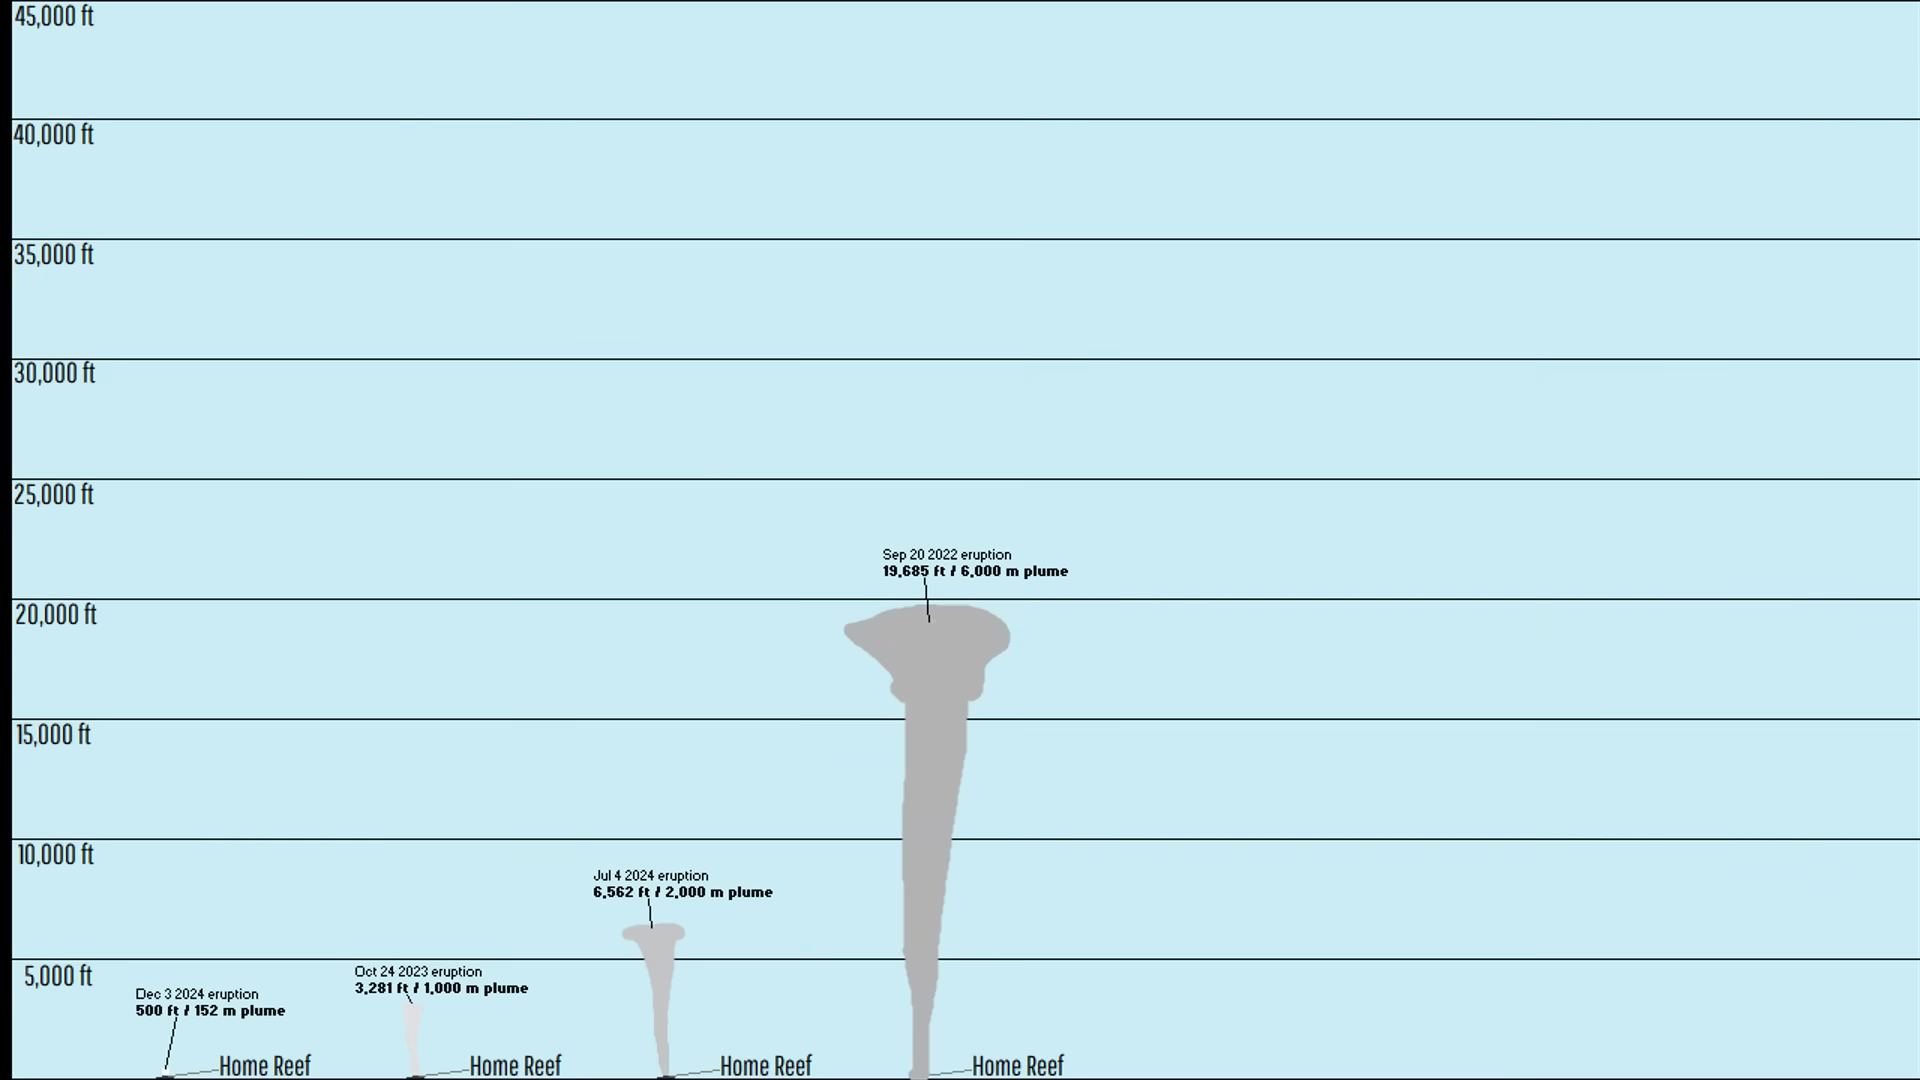 45,000 ft
40,000 ft
35,000 ft
30,000 ft
25,000 ft
Sep 20 2022 eruption
19,685 ft / 6,000 m plume
20,000 ft
15,000 ft
10,000 ft
Jul 4 2024 eruption
6,562 ft / 2,000 m plume
5,000 ft
Oct 24 2023 eruption
3,281 ft / 1,000 m plume
Dec 3 2024 eruption
500 ft / 152 m plume
Home Reef
Home Reef
Home Reef
Home Reef